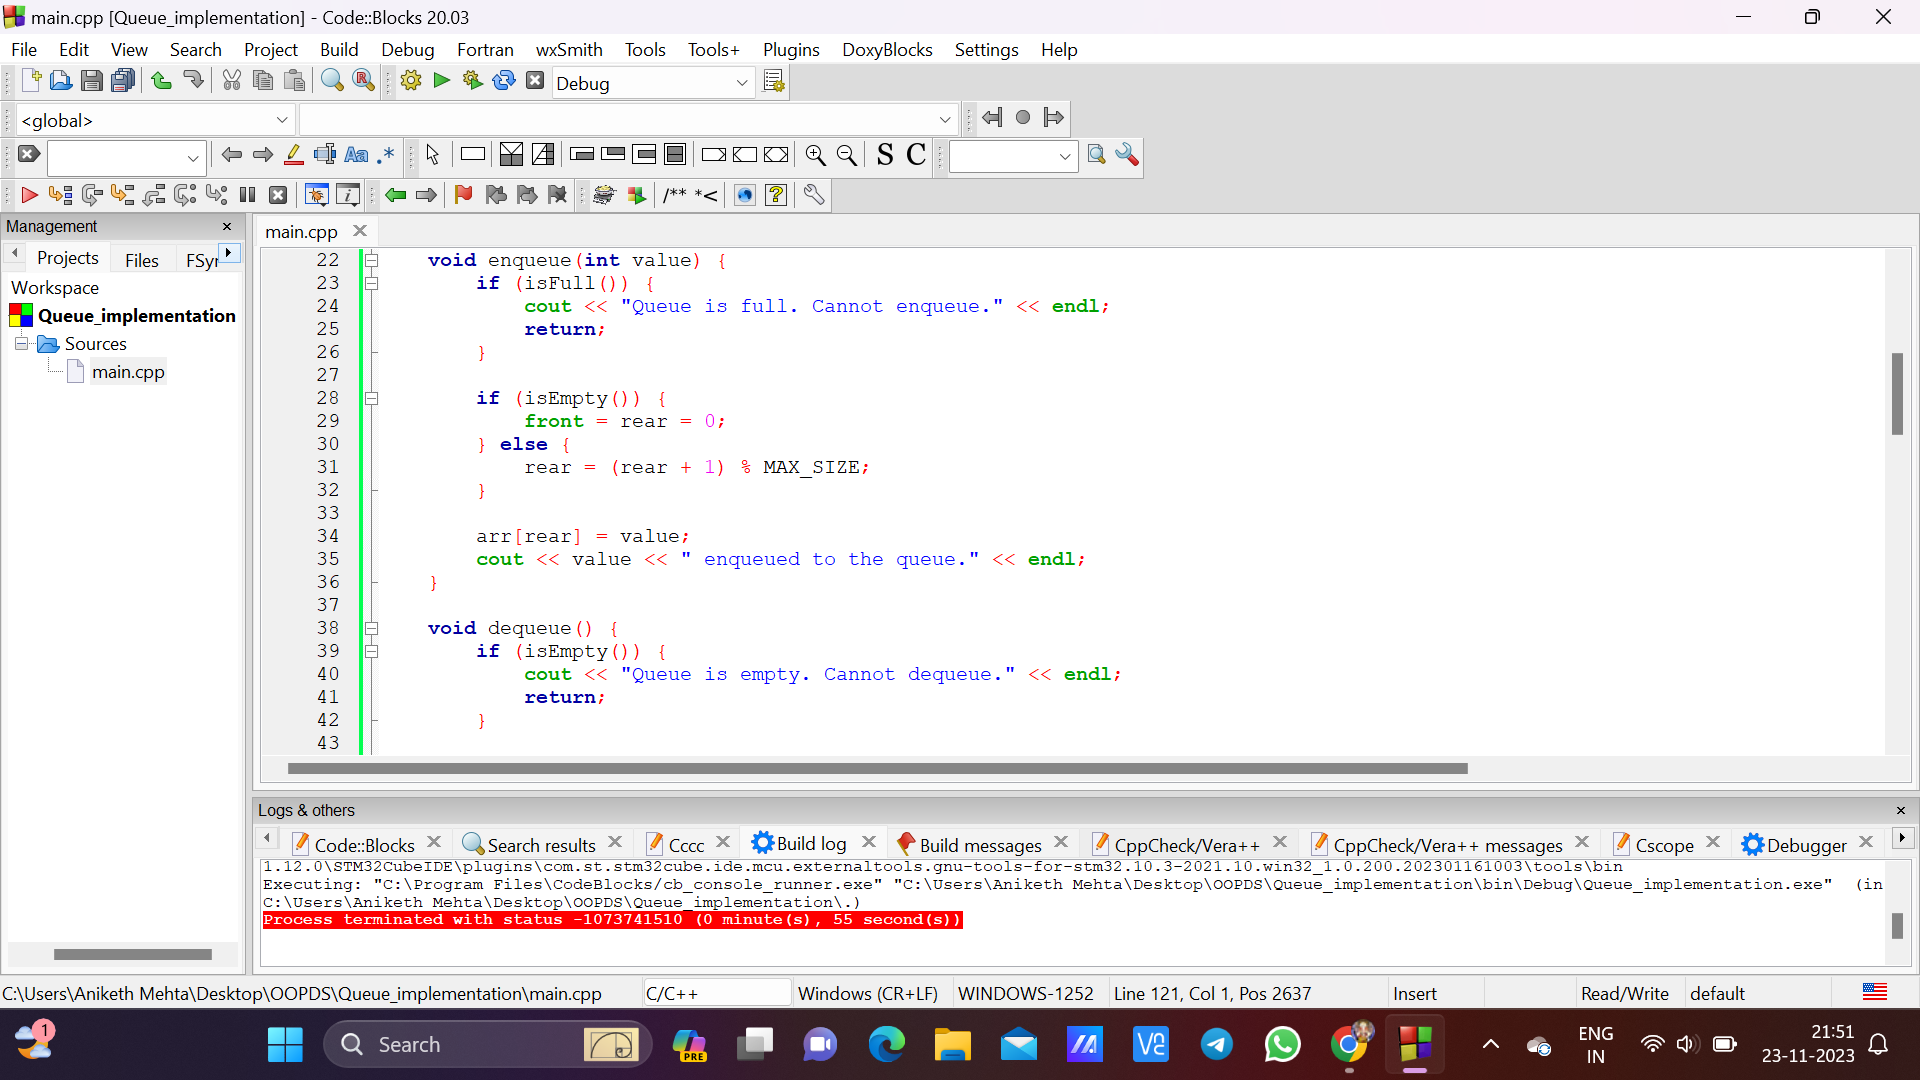 main.cpp [Queue_implementation] - Code::Blocks 20.03
File Edit View Search Project Build Debug Fortran wxSmith Tools Tools+ Plugins DoxyBlocks Settings Help
Debug
<global>
Aa .* S C
/** *<
Management
main.cpp
Projects Files FSy
Workspace
Queue_implementation
Sources
main.cpp
22 void enqueue(int value) {
23 if (isFull()) {
24 cout << "Queue is full. Cannot enqueue." << endl;
25 return;
26 }
27
28 if (isEmpty()) {
29 front = rear = 0;
30 } else {
31 rear = (rear + 1) % MAX_SIZE;
32 }
33
34 arr[rear] = value;
35 cout << value << " enqueued to the queue." << endl;
36 }
37
38 void dequeue() {
39 if (isEmpty()) {
40 cout << "Queue is empty. Cannot dequeue." << endl;
41 return;
42 }
43
Logs & others
Code::Blocks Search results Cccc Build log Build messages CppCheck/Vera++ CppCheck/Vera++ messages Cscope Debugger
1.12.0\STM32CubeIDE\plugins\com.st.stm32cube.ide.mcu.externaltools.gnu-tools-for-stm32.10.3-2021.10.win32_1.0.200.202301161003\tools\bin
Executing: "C:\Program Files\CodeBlocks/cb_console_runner.exe" "C:\Users\Aniketh Mehta\Desktop\OOPDS\Queue_implementation\bin\Debug\Queue_implementation.exe" (in
C:\Users\Aniketh Mehta\Desktop\OOPDS\Queue_implementation\.)
Process terminated with status -1073741510 (0 minute(s), 55 second(s))
C:\Users\Aniketh Mehta\Desktop\OOPDS\Queue_implementation\main.cpp C/C++ Windows (CR+LF) WINDOWS-1252 Line 121, Col 1, Pos 2637 Insert Read/Write default
1
Search
PRE
ENG
IN
21:51
23-11-2023